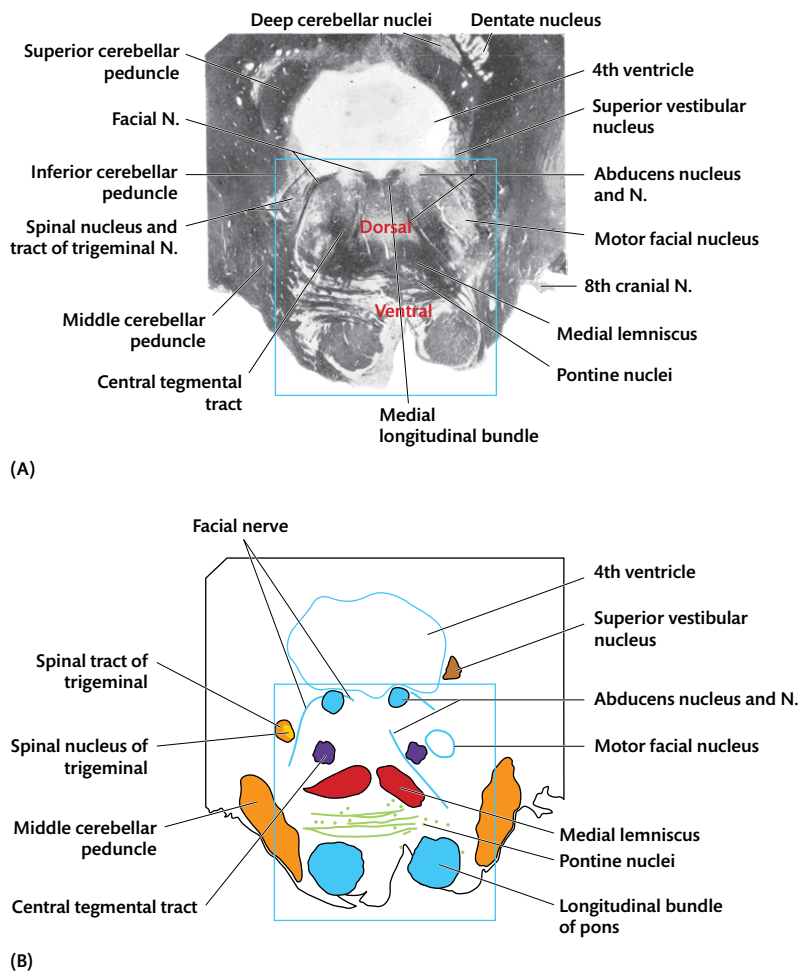 Deep cerebellar nuclei
Dentate nucleus
Superior cerebellar
peduncle
4th ventricle
Superior vestibular
nucleus
Facial N.
Inferior cerebellar
peduncle
Abducens nucleus
and N.
Spinal nucleus and
tract of trigeminal N.
Dorsal
Motor facial nucleus
8th cranial N.
Ventral
Middle cerebellar
peduncle
Medial lemniscus
Pontine nuclei
Central tegmental
tract
Medial
longitudinal bundle
(A)
Facial nerve
4th ventricle
Superior vestibular
nucleus
Spinal tract of
trigeminal
Abducens nucleus and N.
Spinal nucleus of
trigeminal
Motor facial nucleus
Middle cerebellar
peduncle
Medial lemniscus
Pontine nuclei
Central tegmental tract
Longitudinal bundle
of pons
(B)